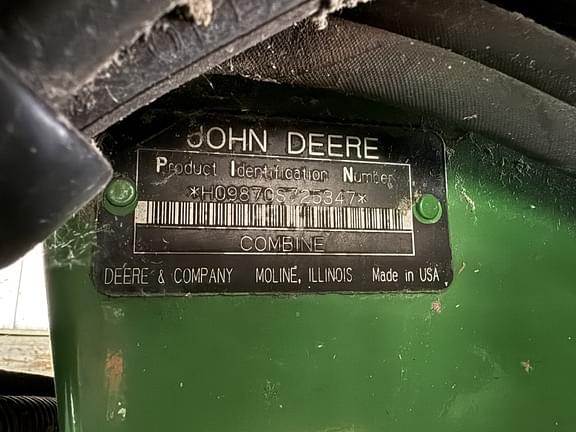 JOHN DEERE
Product Identification Number
*H09870S725347*
COMBINE
DEERE & COMPANY MOLINE, ILLINOIS Made in USA